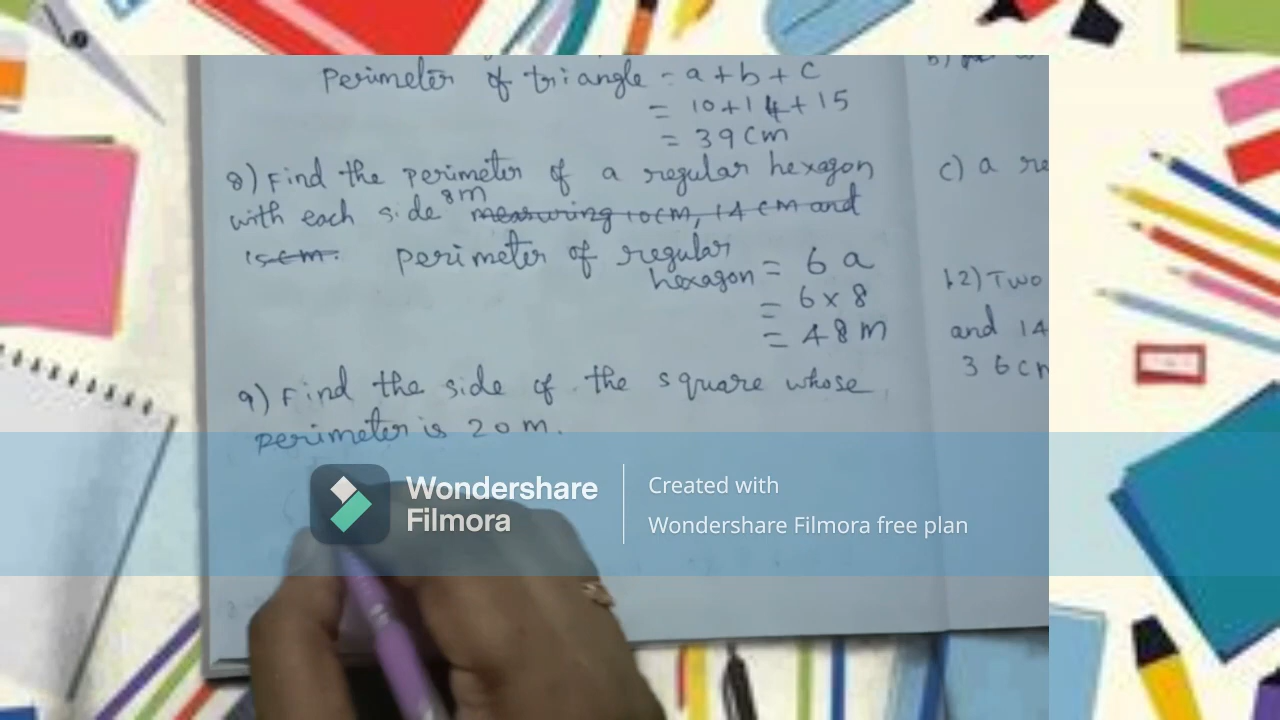 Perimeter of triangle = a + b + c
= 10 + 14 + 15
= 39 cm
8) Find the perimeter of a regular hexagon
with each side 8m measuring 10cm, 14 cm and
15cm. Perimeter of regular
hexagon = 6 a
= 6 x 8
= 48 m
9) Find the side of the square whose
perimeter is 20 m.
b)
c) a re
12) Two
and 14
36cm
Wondershare
Filmora
Created with
Wondershare Filmora free plan